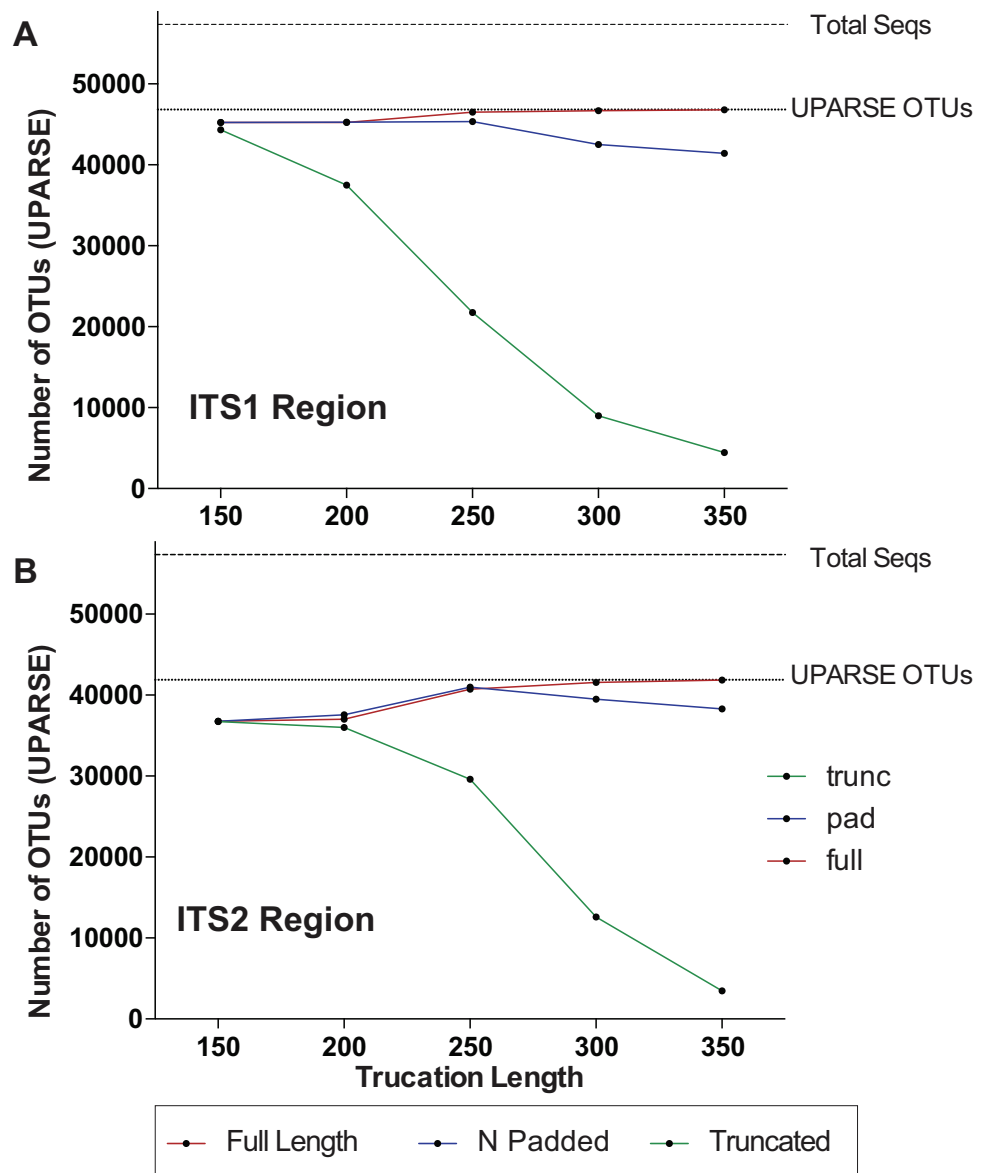 A
Total Seqs
50000
UPARSE OTUs
40000
30000
20000
10000
0
Number of OTUs (UPARSE)
ITS1 Region
150 200 250 300 350
B
Total Seqs
50000
UPARSE OTUs
40000
30000
20000
10000
0
Number of OTUs (UPARSE)
trunc
pad
full
ITS2 Region
150 200 250 300 350
Trucation Length
Full Length N Padded Truncated